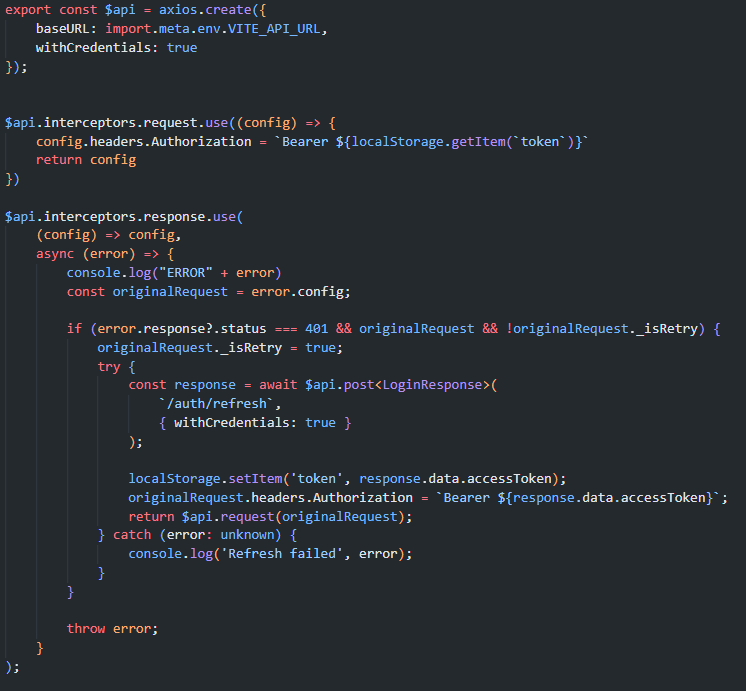 export const $api = axios.create({
    baseURL: import.meta.env.VITE_API_URL,
    withCredentials: true
});
$api.interceptors.request.use((config) => {
    config.headers.Authorization = `Bearer ${localStorage.getItem(`token`)}`
    return config
})
$api.interceptors.response.use(
    (config) => config,
    async (error) => {
        console.log("ERROR" + error)
        const originalRequest = error.config;
        if (error.response?.status === 401 && originalRequest && !originalRequest._isRetry) {
            originalRequest._isRetry = true;
            try {
                const response = await $api.post<LoginResponse>(
                    `/auth/refresh`,
                    { withCredentials: true }
                );
                localStorage.setItem('token', response.data.accessToken);
                originalRequest.headers.Authorization = `Bearer ${response.data.accessToken}`;
                return $api.request(originalRequest);
            } catch (error: unknown) {
                console.log('Refresh failed', error);
            }
        }
        throw error;
    }
);